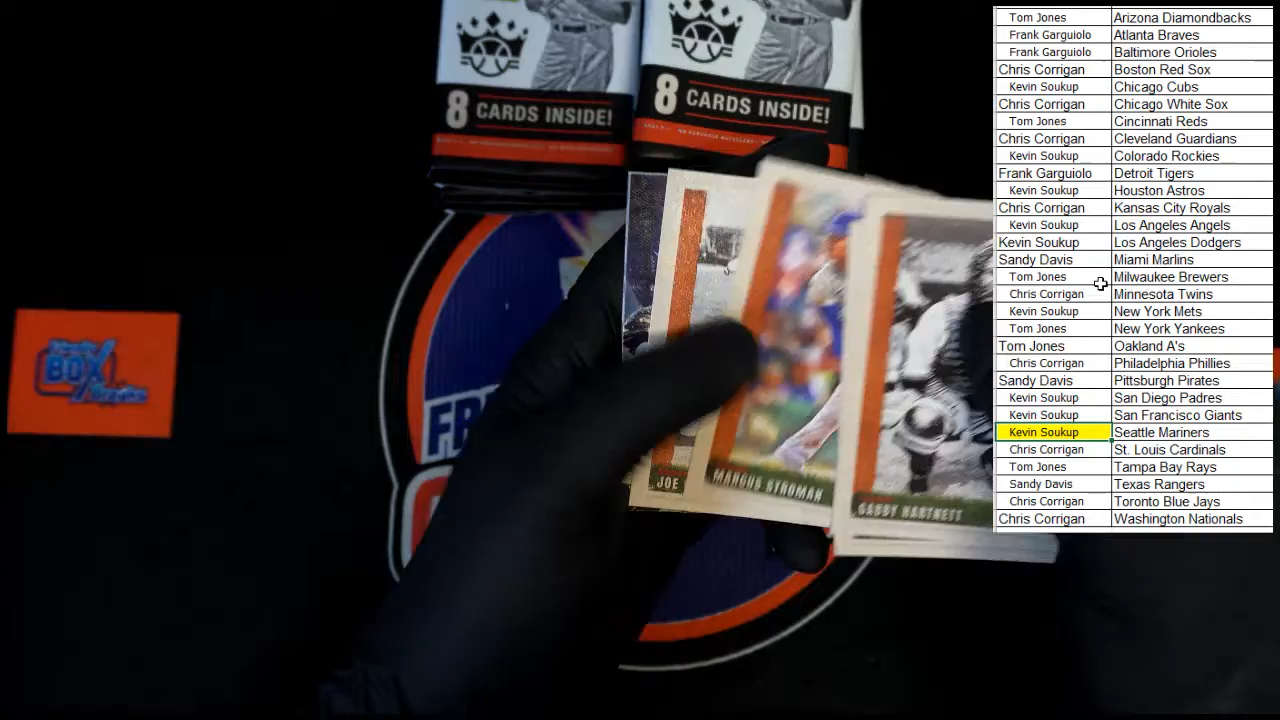 8 CARDS INSIDE!
8 CARDS INSIDE!
BOX
FR
JOE
MARCUS STROMAN
GABBY HARTNETT
Tom Jones Arizona Diamondbacks
Frank Garguiolo Atlanta Braves
Frank Garguiolo Baltimore Orioles
Chris Corrigan Boston Red Sox
Kevin Soukup Chicago Cubs
Chris Corrigan Chicago White Sox
Tom Jones Cincinnati Reds
Chris Corrigan Cleveland Guardians
Kevin Soukup Colorado Rockies
Frank Garguiolo Detroit Tigers
Kevin Soukup Houston Astros
Chris Corrigan Kansas City Royals
Kevin Soukup Los Angeles Angels
Kevin Soukup Los Angeles Dodgers
Sandy Davis Miami Marlins
Tom Jones Milwaukee Brewers
Chris Corrigan Minnesota Twins
Kevin Soukup New York Mets
Tom Jones New York Yankees
Tom Jones Oakland A's
Chris Corrigan Philadelphia Phillies
Sandy Davis Pittsburgh Pirates
Kevin Soukup San Diego Padres
Kevin Soukup San Francisco Giants
Kevin Soukup Seattle Mariners
Chris Corrigan St. Louis Cardinals
Tom Jones Tampa Bay Rays
Sandy Davis Texas Rangers
Chris Corrigan Toronto Blue Jays
Chris Corrigan Washington Nationals